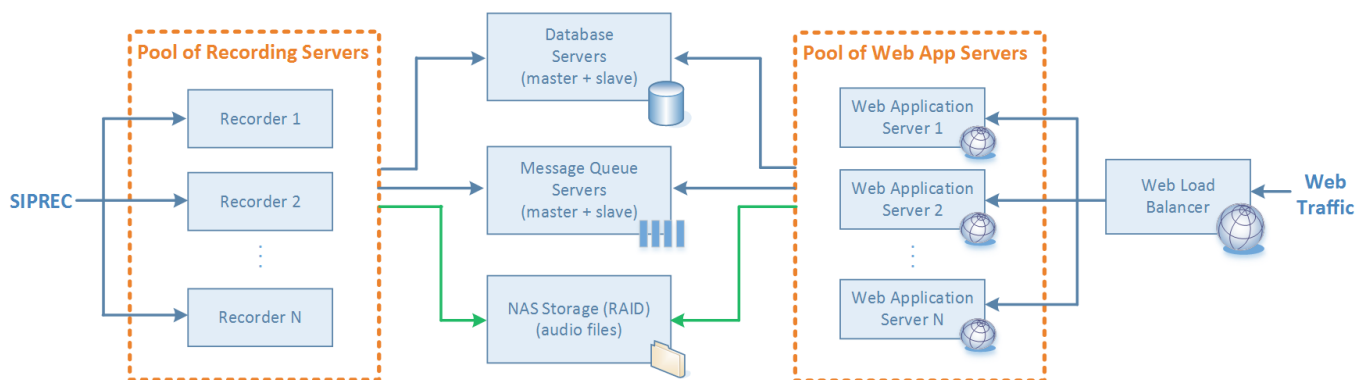 Pool of Recording Servers
SIPREC
Recorder 1
Recorder 2
Recorder N
Database
Servers
(master + slave)
Message Queue
Servers
(master + slave)
NAS Storage (RAID)
(audio files)
Pool of Web App Servers
Web Application
Server 1
Web Application
Server 2
Web Application
Server N
Web Load
Balancer
Web
Traffic